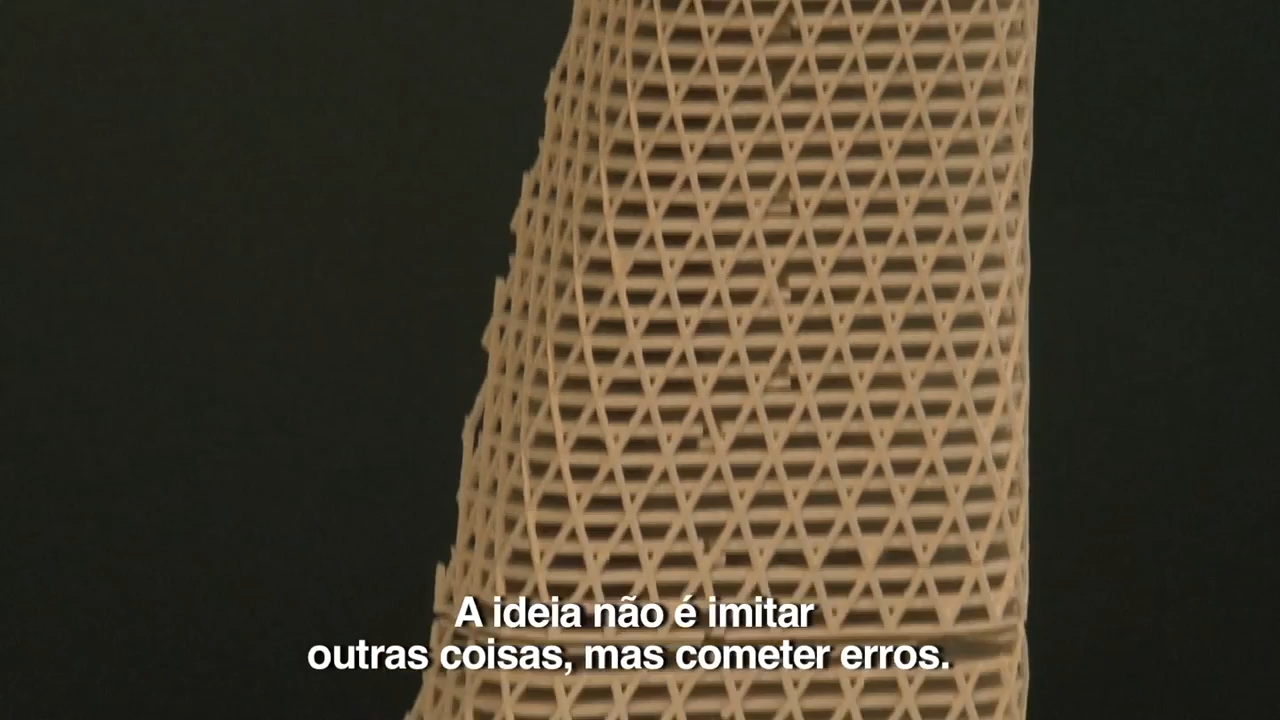 A ideia não é imitar
outras coisas, mas cometer erros.